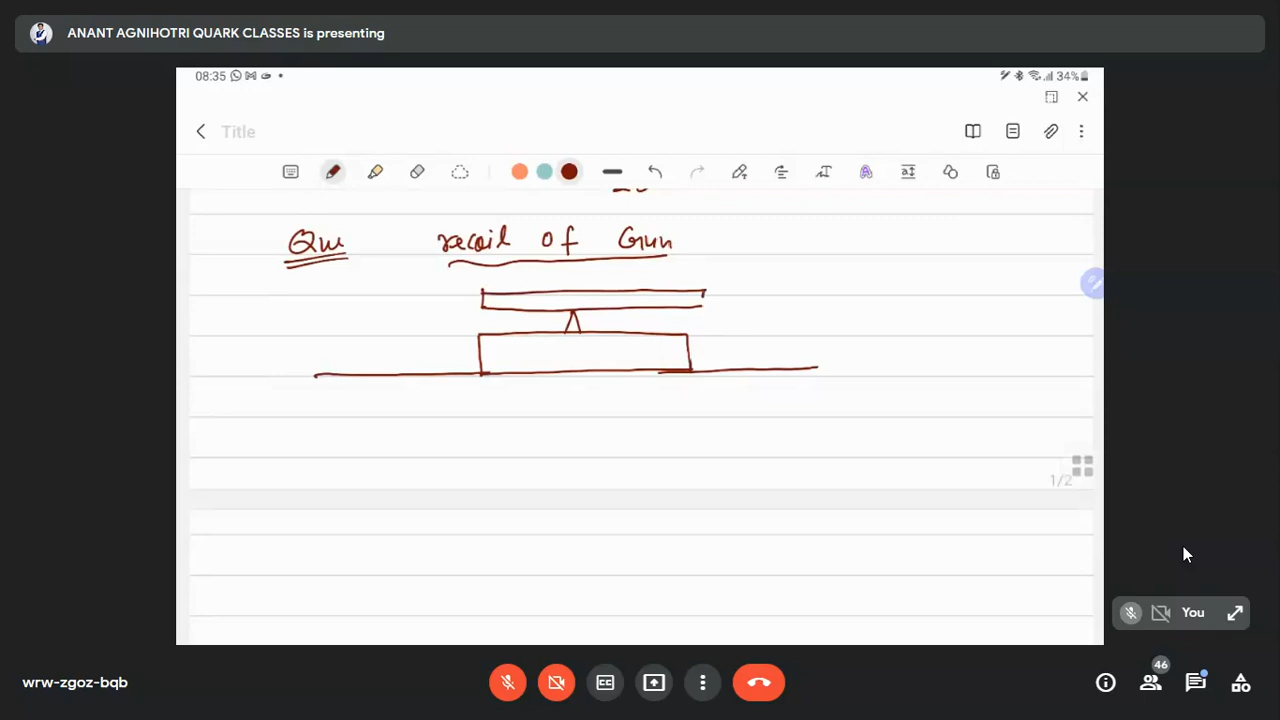 ANANT AGNIHOTRI QUARK CLASSES is presenting
08:35
34%
Title
Qu recoil of Gun
1/2
You
46
wrw-zgoz-bqb
CC